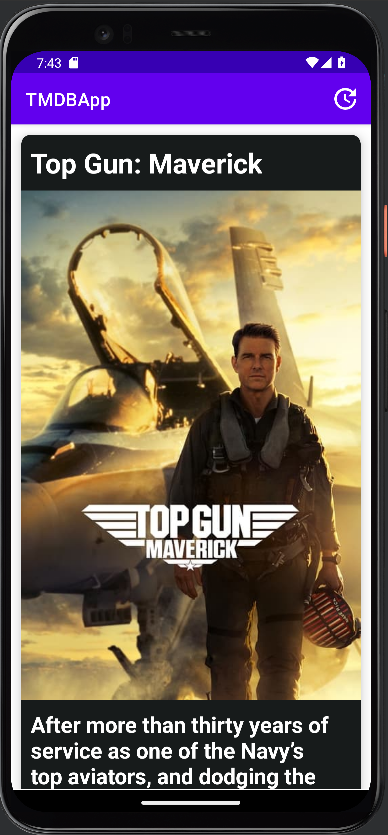 7:43
TMDBApp
Top Gun: Maverick
TOP GUN
MAVERICK
After more than thirty years of
service as one of the Navy’s
top aviators, and dodging the